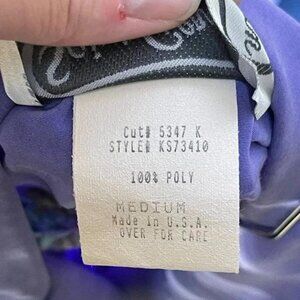 Cut# 5347 K
STYLE# KS73410
100% POLY
MEDIUM
Made in U.S.A.
OVER FOR CARE